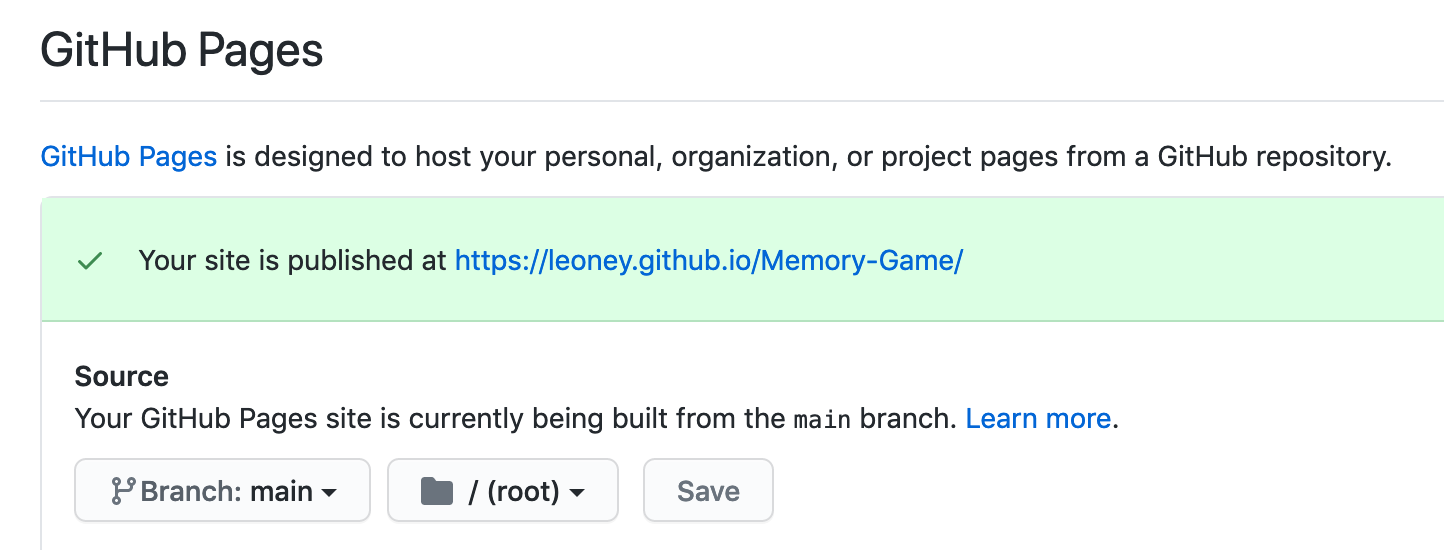 GitHub Pages
GitHub Pages is designed to host your personal, organization, or project pages from a GitHub repository.
Your site is published at https://leoney.github.io/Memory-Game/
Source
Your GitHub Pages site is currently being built from the main branch. Learn more.
Branch: main / (root) Save